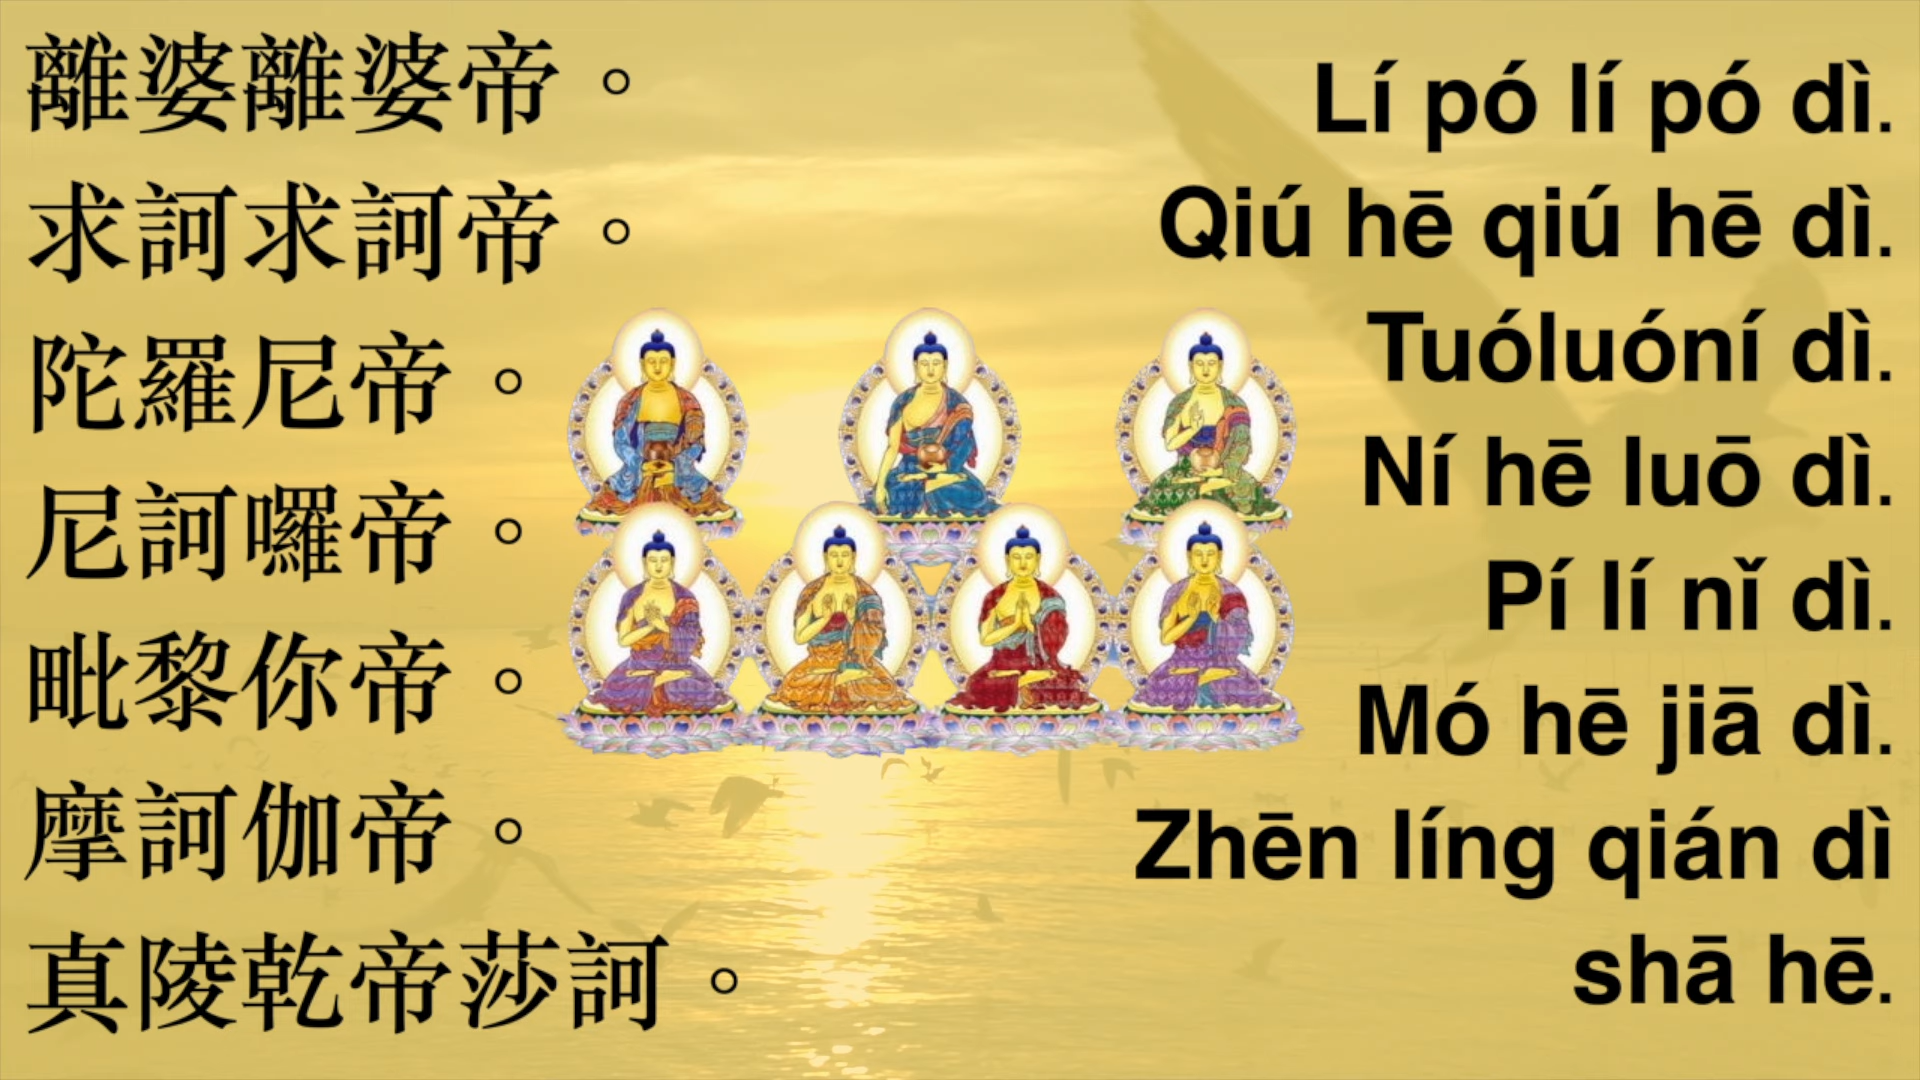 離婆離婆帝。
求訶求訶帝。
陀羅尼帝。
尼訶囉帝。
毗黎你帝。
摩訶伽帝。
真陵乾帝莎訶。
Lí pó lí pó dì.
Qiú hē qiú hē dì.
Tuóluóní dì.
Ní hē luō dì.
Pí lí nǐ dì.
Mó hē jiā dì.
Zhēn líng qián dì
shā hē.